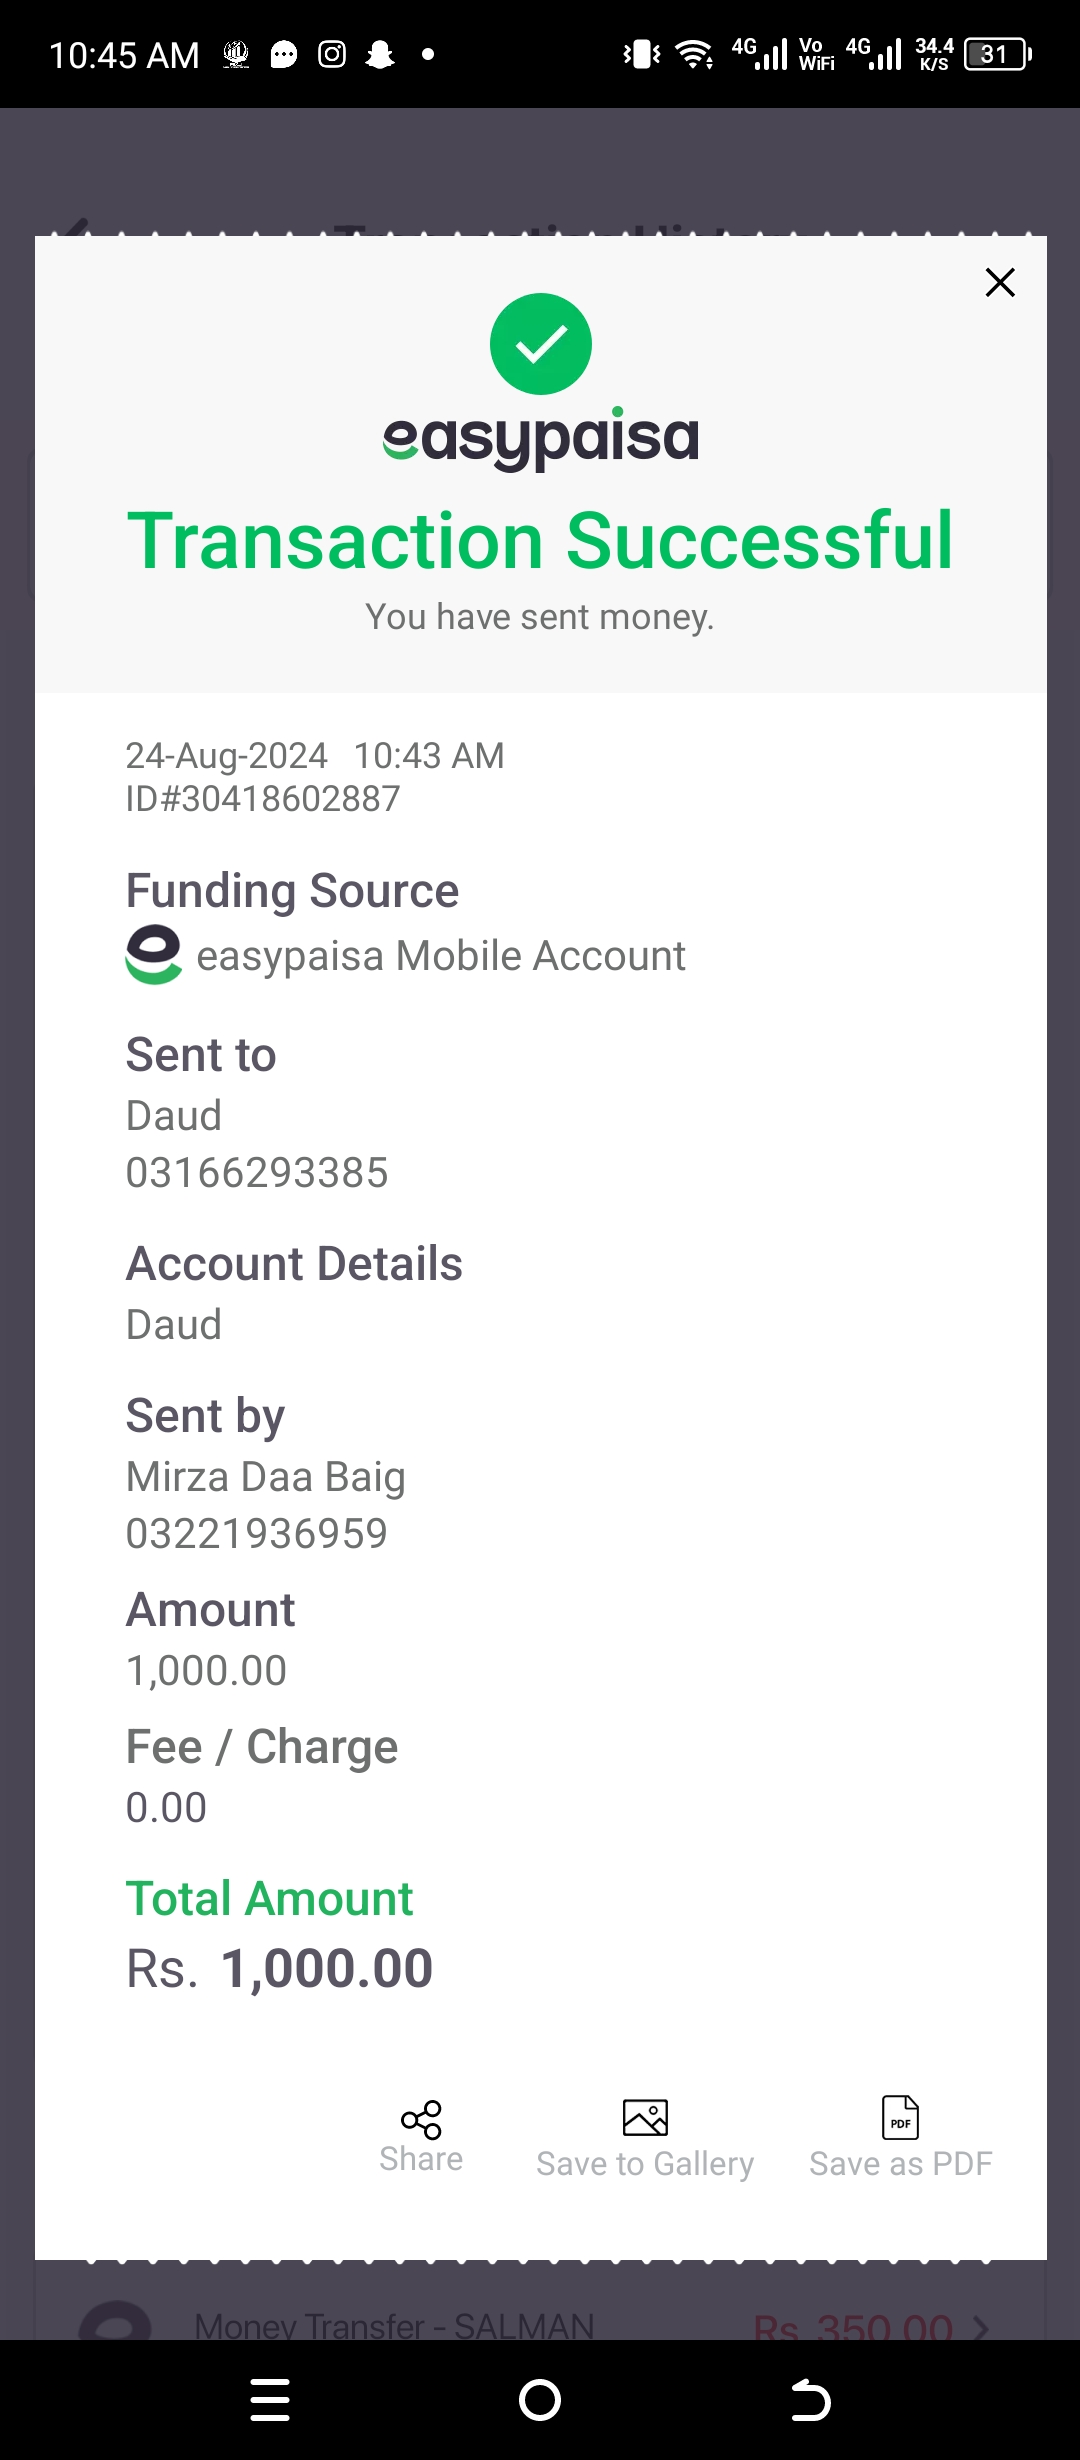 10:45 AM 4G Vo WiFi 4G 34.4 K/S 31
Transaction History
easypaisa
Transaction Successful
You have sent money.
24-Aug-2024 10:43 AM
ID#30418602887
Funding Source
easypaisa Mobile Account
Sent to
Daud
03166293385
Account Details
Daud
Sent by
Mirza Daa Baig
03221936959
Amount
1,000.00
Fee / Charge
0.00
Total Amount
Rs. 1,000.00
PDF
Share Save to Gallery Save as PDF
Money Transfer - SALMAN Rs. 350.00